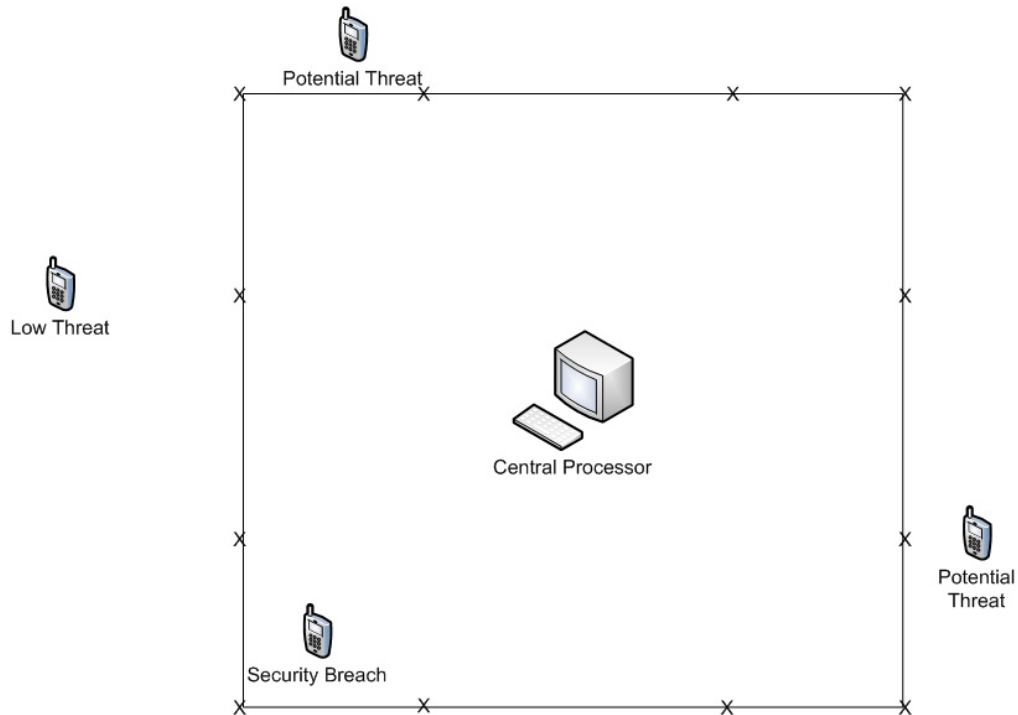 Potential Threat
X X X X
X X
Low Threat
Central Processor
X X
Potential
Threat
Security Breach
X X X X